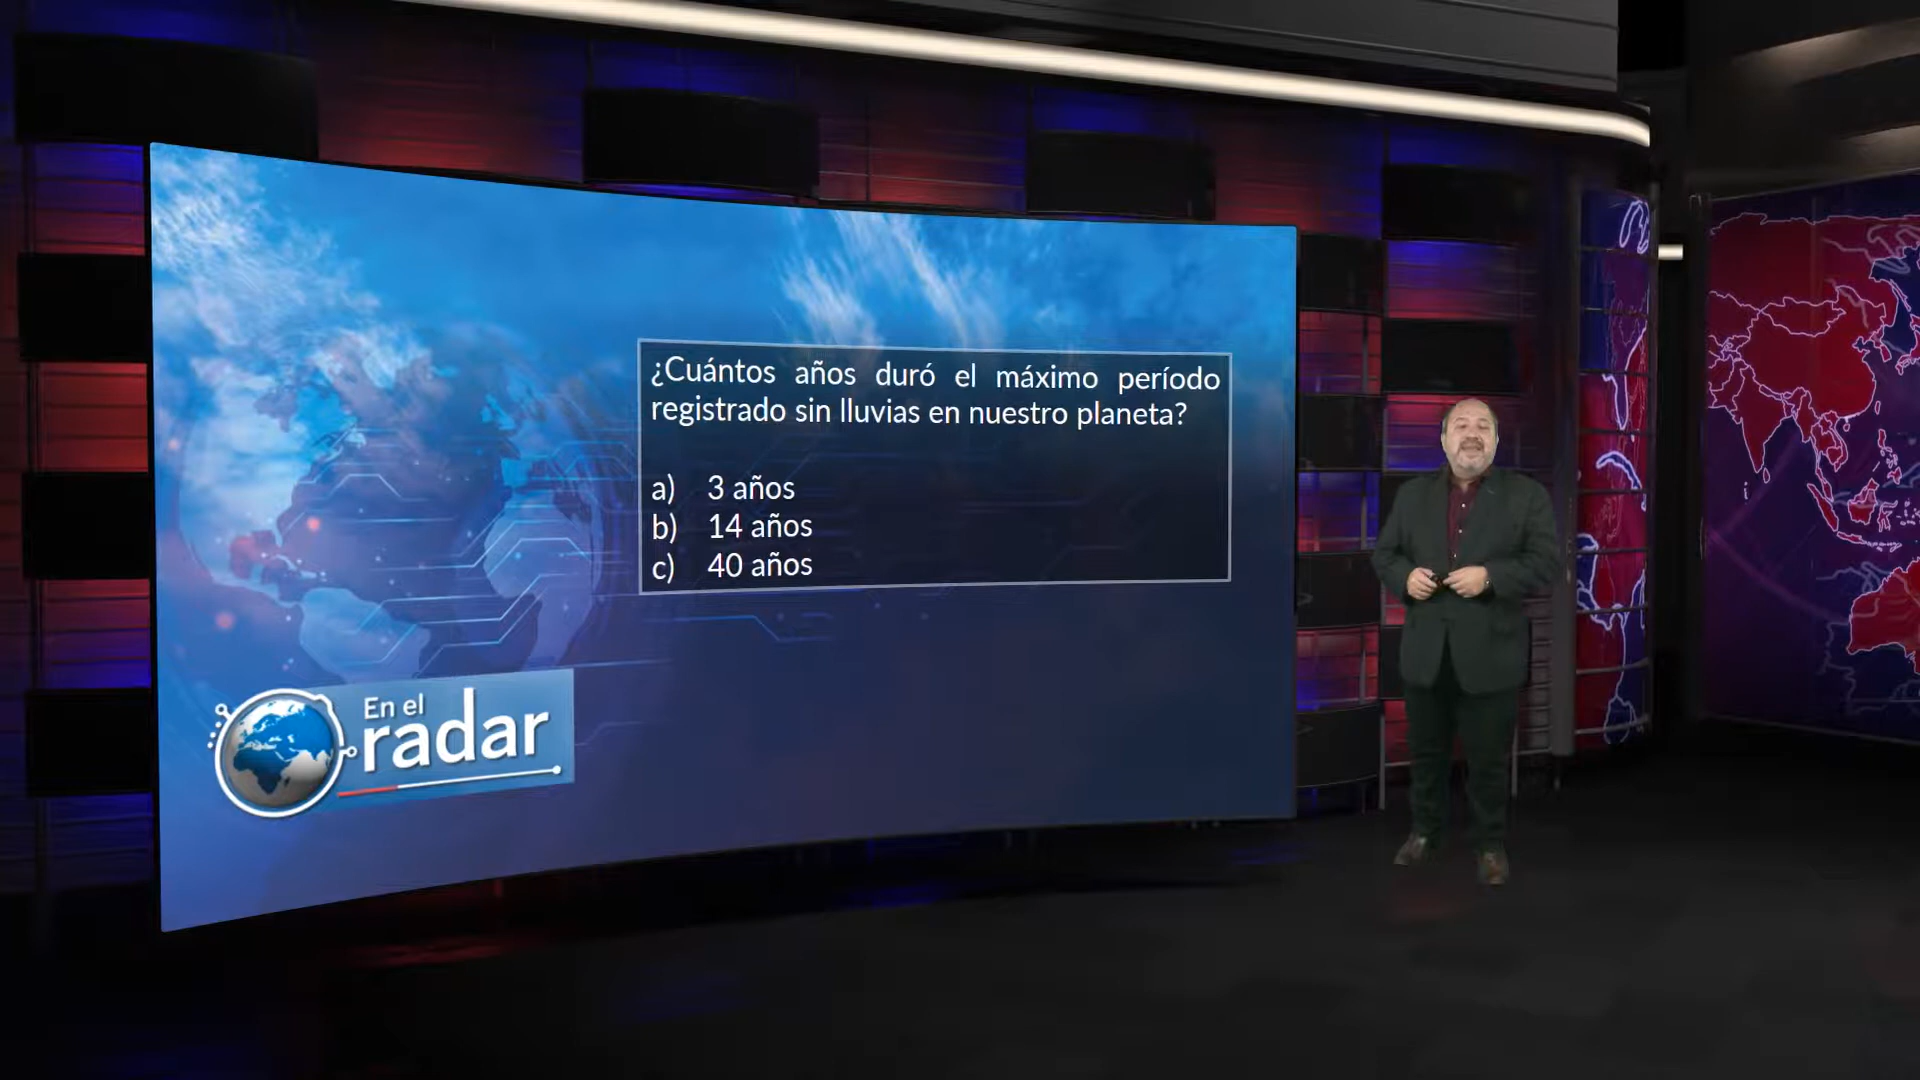 ¿Cuántos años duró el máximo período
registrado sin lluvias en nuestro planeta?
a) 3 años
b) 14 años
c) 40 años
En el
radar